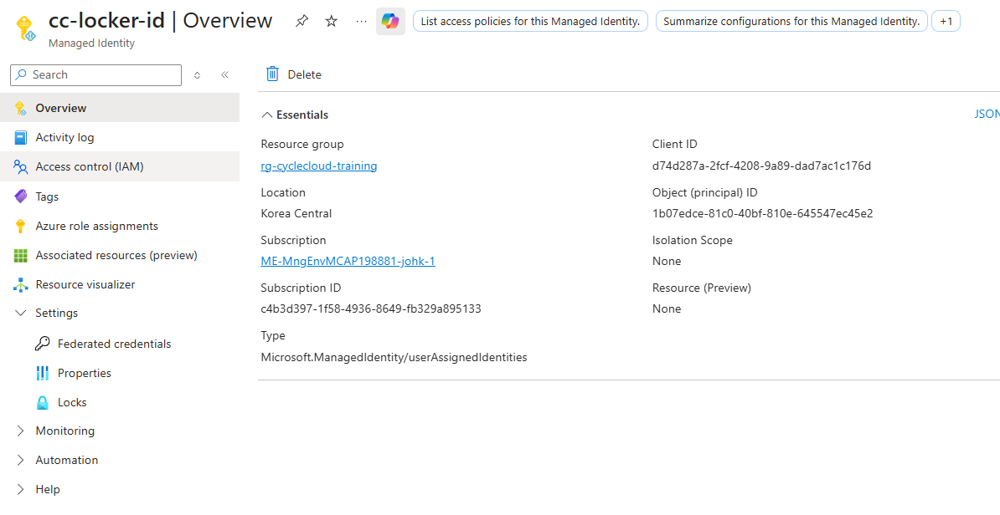 cc-locker-id | Overview
Managed Identity
List access policies for this Managed Identity.
Summarize configurations for this Managed Identity.
+1
Search
Overview
Activity log
Access control (IAM)
Tags
Azure role assignments
Associated resources (preview)
Resource visualizer
Settings
Federated credentials
Properties
Locks
Monitoring
Automation
Help
Delete
Essentials
JSON
Resource group
rg-cyclecloud-training
Location
Korea Central
Subscription
ME-MngEnvMCAP198881-johk-1
Subscription ID
c4b3d397-1f58-4936-8649-fb329a895133
Type
Microsoft.ManagedIdentity/userAssignedIdentities
Client ID
d74d287a-2fcf-4208-9a89-dad7ac1c176d
Object (principal) ID
1b07edce-81c0-40bf-810e-645547ec45e2
Isolation Scope
None
Resource (Preview)
None